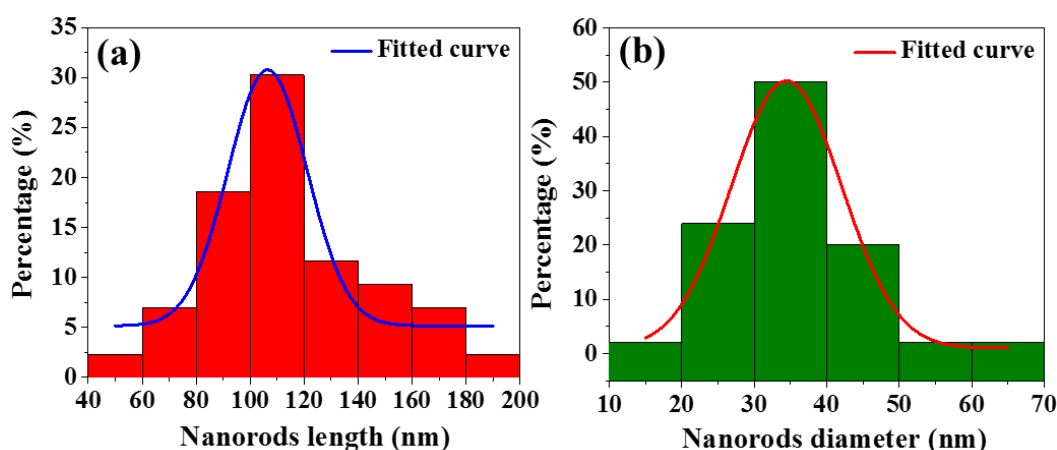 (a)
Fitted curve
Percentage (%)
35
30
25
20
15
10
5
0
40 60 80 100 120 140 160 180 200
Nanorods length (nm)
(b)
Fitted curve
Percentage (%)
60
50
40
30
20
10
0
10 20 30 40 50 60 70
Nanorods diameter (nm)